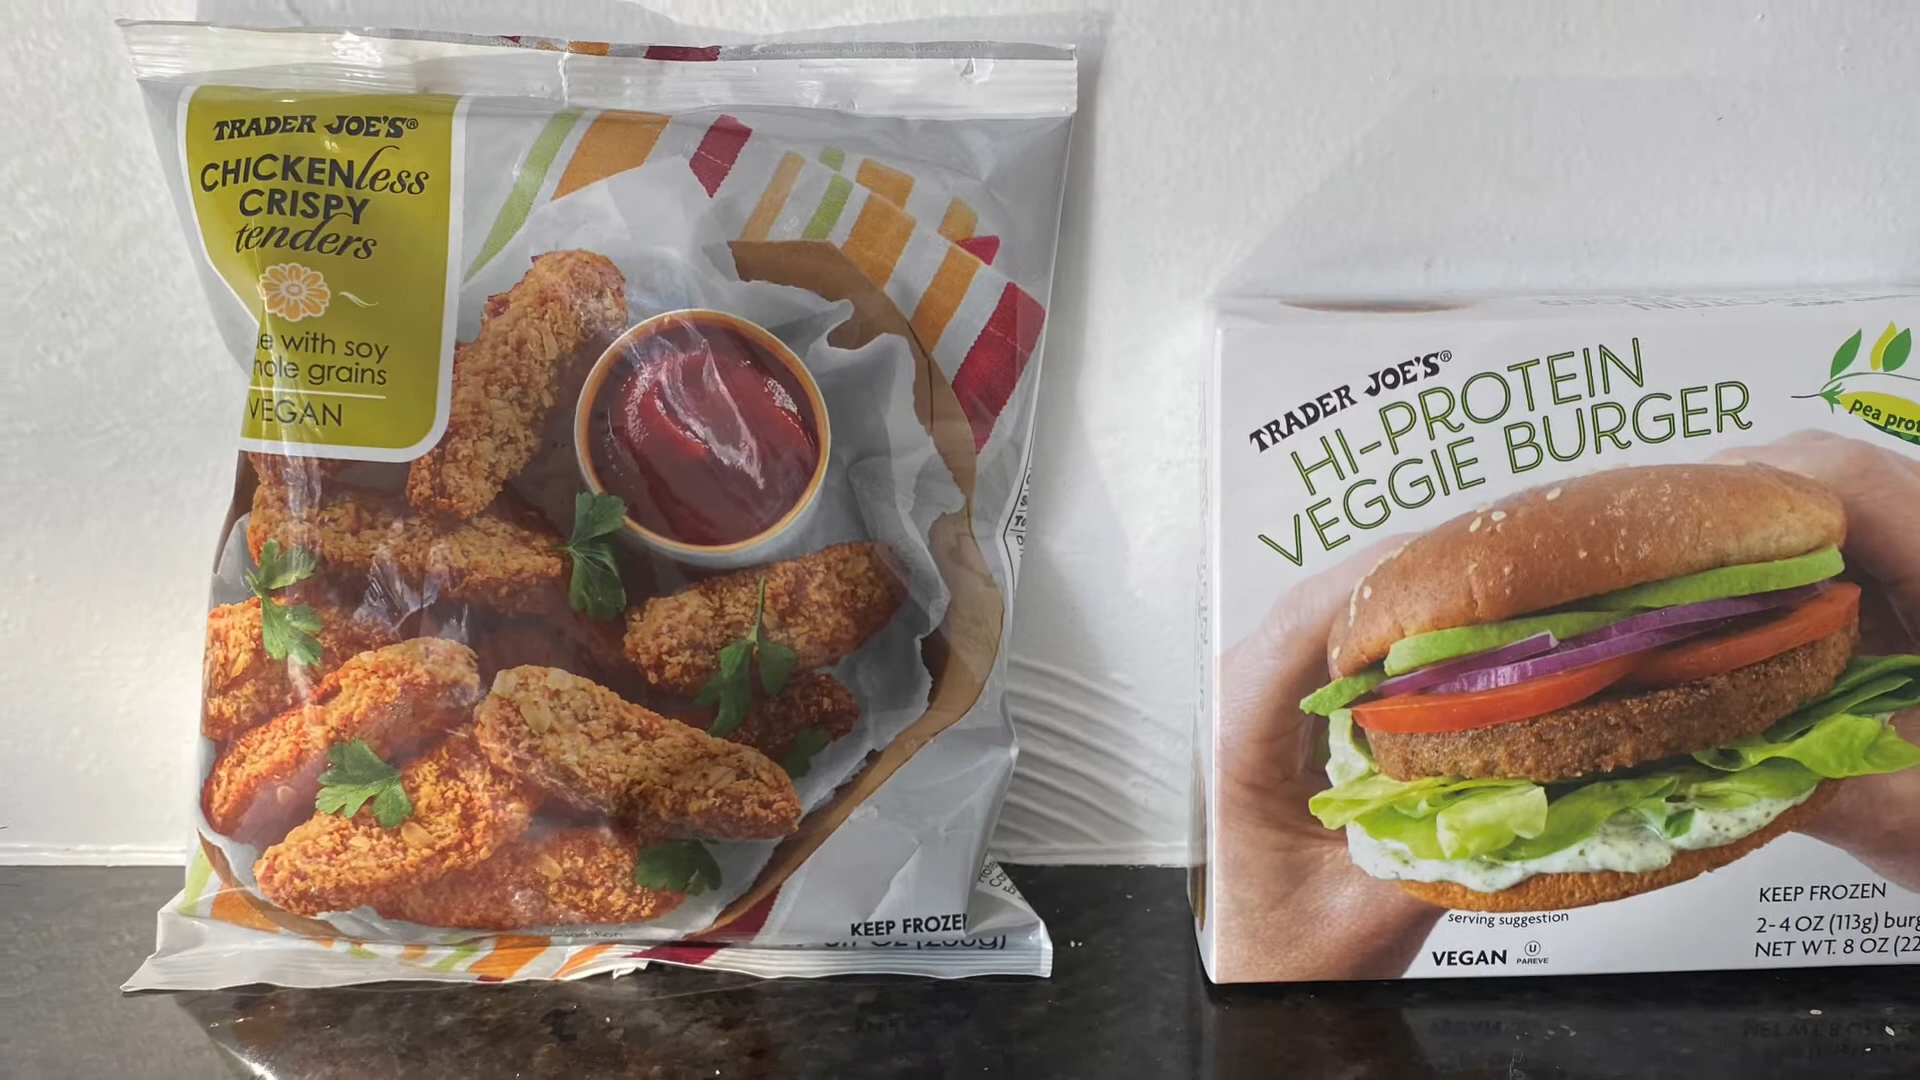 TRADER JOE'S®
CHICKENless
CRISPY
tenders
e with soy
hole grains
VEGAN
KEEP FROZEN
TRADER JOE'S®
HI-PROTEIN
VEGGIE BURGER
pea prot
serving suggestion
VEGAN
U
PAREVE
KEEP FROZEN
2-4 OZ (113g) burg
NET WT. 8 OZ (22